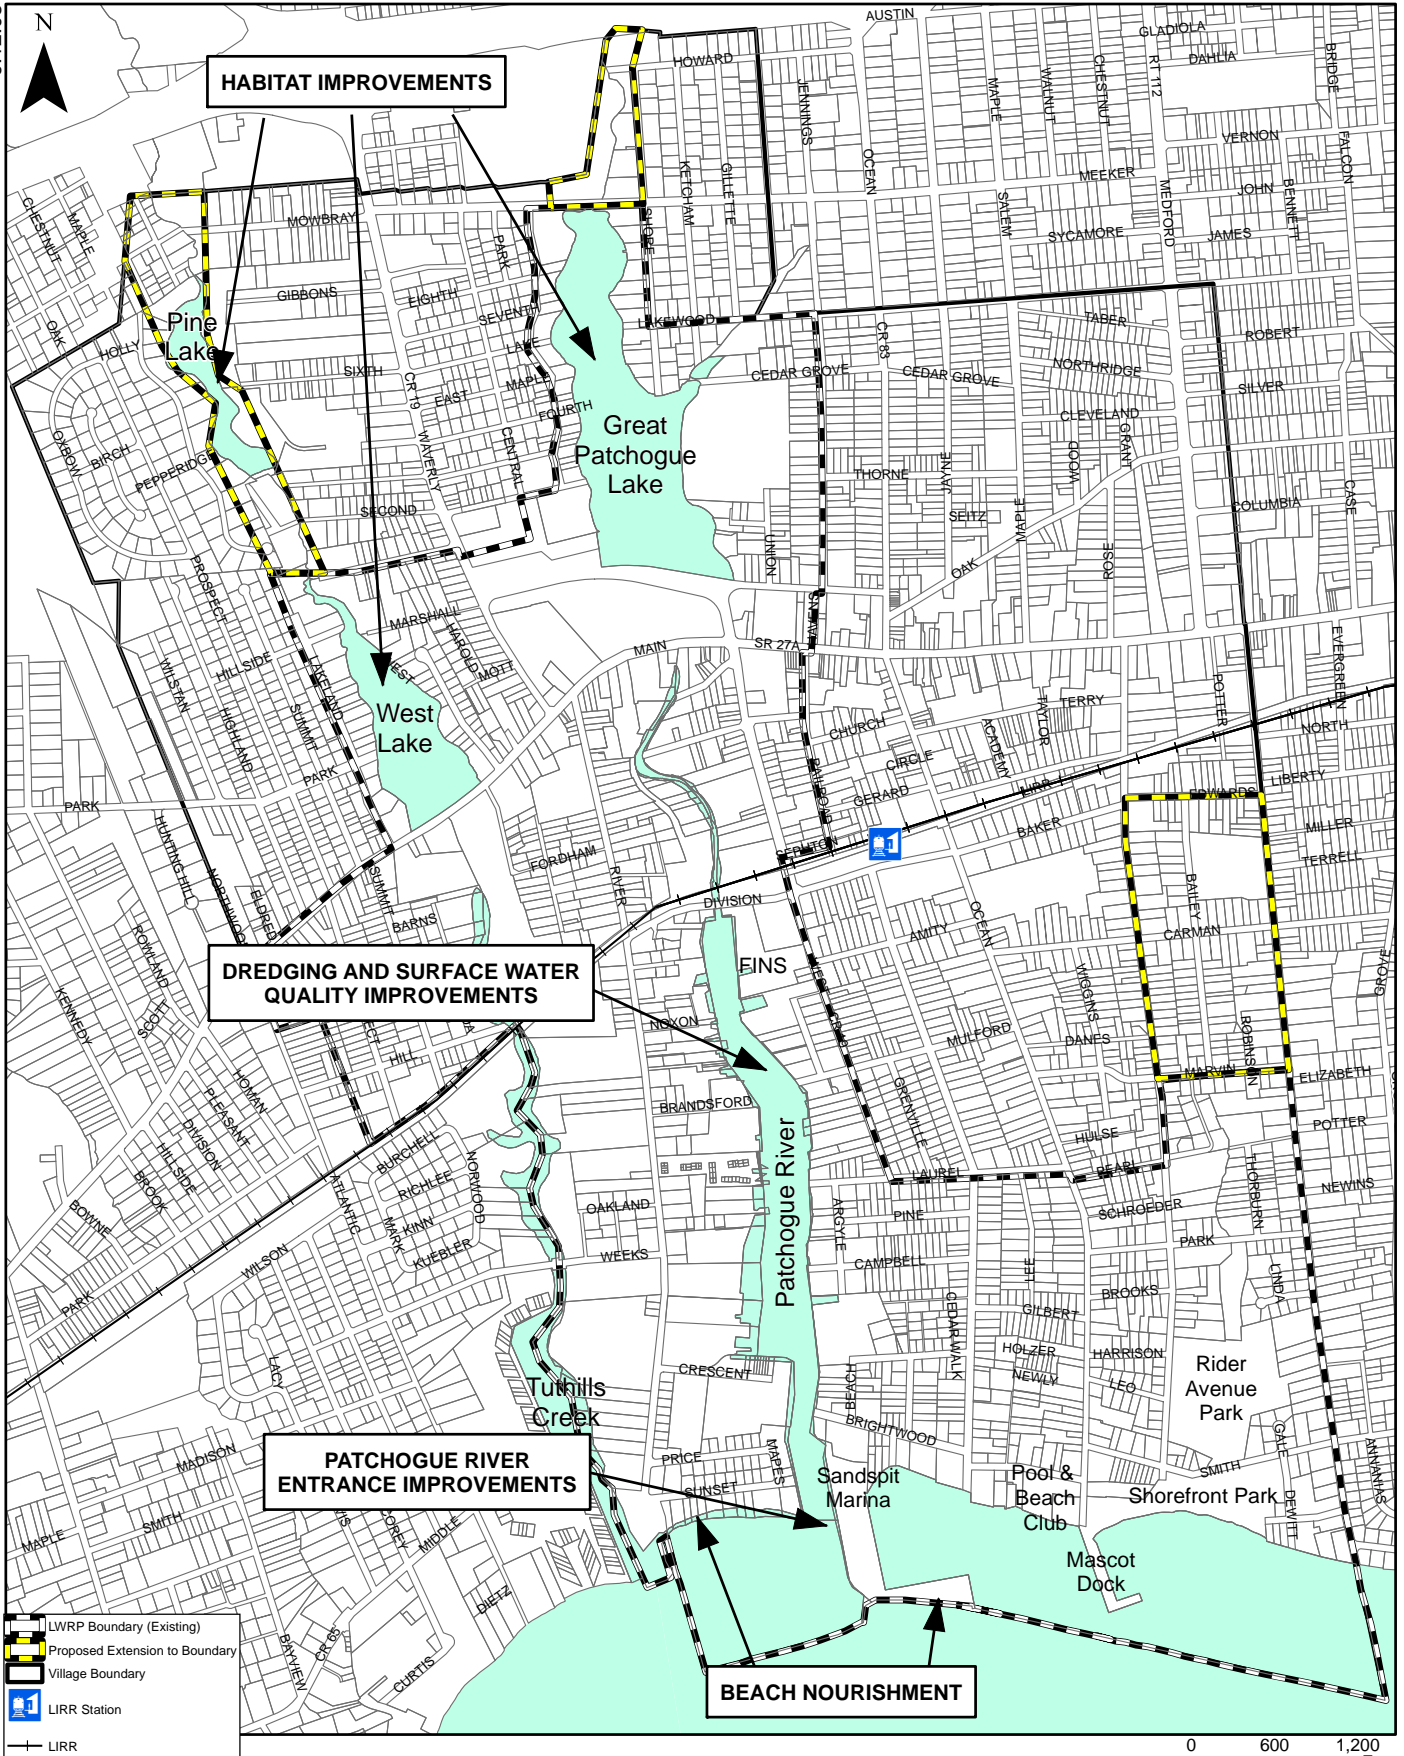 N
HABITAT IMPROVEMENTS
AUSTIN
GLADIOLA
DAHLIA
BRIDGE
HOWARD
JENNINGS
MAPLE
WALNUT
CHESTNUT
RT 112
VERNON
FALCON
OCEAN
KETCHAM
GILLETTE
MEEKER
JOHN
BENNETT
CHESTNUT
MAPLE
MOWBRAY
SHORE
SALEM
SYCAMORE
MEDFORD
JAMES
PARK
GIBBONS
EIGHTH
SEVENTH
LAKEWOOD
TABER
ROBERT
Pine
Lake
OAK
HOLLY
LAKE
SIXTH
CR 19
EAST
MAPLE
FOURTH
CEDAR GROVE
CR 83
CEDAR GROVE
NORTHRIDGE
SILVER
Great
Patchogue
Lake
CLEVELAND
GRANT
DOOW
OXBOW
BIRCH
PEPPERIDGE
WAVERLY
CENTRAL
THORNE
JAYNE
SEITZ
MAPLE
COLUMBIA
CASE
SECOND
UNION
OAK
ROSE
PROSPECT
MARSHALL
HAROLD
MOTT
HAVENS
MAIN
SR 27A
EVERGREEN
WILSTAN
HILLSIDE
LAKELAND
WEST
HIGHLAND
SUMMIT
West
Lake
POTTER
TERRY
TAYLOR
ACADEMY
CHURCH
CIRCLE
NORTH
PARK
PARK
RAILROAD
GERARD
LIRR
LIBERTY
EDWARDS
BAKER
MILLER
TERRELL
HUNTING HILL
SEPHTON
FORDHAM
RIVER
DIVISION
NORTHWOOD
ELDRED
SUMMIT
BARNS
BAILEY
OCEAN
AMITY
CARMAN
ROWLAND
GROVE
DREDGING AND SURFACE WATER
QUALITY IMPROVEMENTS
FINS
WEST
CR 19
WIGGINS
KENNEDY
SCOTT
NOXON
MULFORD
DANES
ROBINSON
HILL
HOMAN
PLEASANT
MARVIN
ELIZABETH
BRANDSFORD
GRENVILLE
POTTER
DIVISION
HILL SIDE
BROOK
BURCHELL
RICHLEE
NORWOOD
HULSE
LAUREL
PEARL
THORBURN
NEWINS
ATLANTIC
MARK
KINN
KUEBLER
OAKLAND
Patchogue River
ARGYLE
PINE
SCHROEDER
PARK
BOWNE
WILSON
WEEKS
CAMPBELL
LEE
LINDA
BROOKS
PARK
GILBERT
CEDAR WALK
HOLZER
HARRISON
NEWLY
LEO
Rider
Avenue
Park
LACY
CRESCENT
BEACH
Tuthills
Creek
BRIGHTWOOD
GALE
ANNANIAS
MADISON
PATCHOGUE RIVER
ENTRANCE IMPROVEMENTS
PRICE
MAPES
SUNSET
Sandspit
Marina
Pool &
Beach
Club
SMITH
Shorefront Park
DEWITT
MAPLE
SMITH
COREY
MIDDLE
Mascot
Dock
DIETZ
BAYVIEW
CR 65
CURTIS
BEACH NOURISHMENT
LWRP Boundary (Existing)
Proposed Extension to Boundary
Village Boundary
LIRR Station
LIRR
0 600 1,200